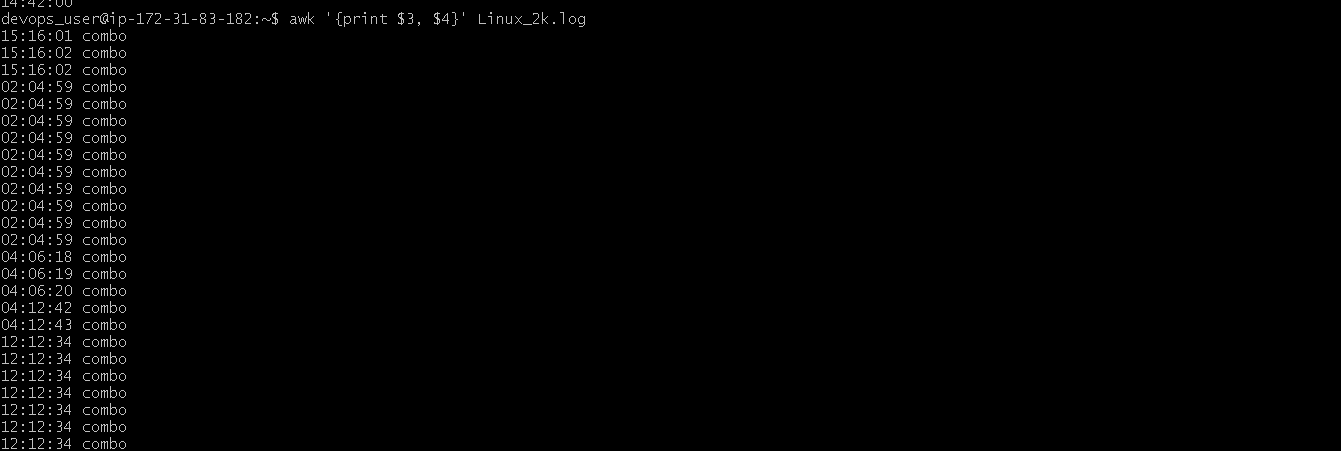 14:42:00
devops_user@ip-172-31-83-182:~$ awk '{print $3, $4}' Linux_2k.log
15:16:01 combo
15:16:02 combo
15:16:02 combo
02:04:59 combo
02:04:59 combo
02:04:59 combo
02:04:59 combo
02:04:59 combo
02:04:59 combo
02:04:59 combo
02:04:59 combo
02:04:59 combo
02:04:59 combo
04:06:18 combo
04:06:19 combo
04:06:20 combo
04:12:42 combo
04:12:43 combo
12:12:34 combo
12:12:34 combo
12:12:34 combo
12:12:34 combo
12:12:34 combo
12:12:34 combo
12:12:34 combo